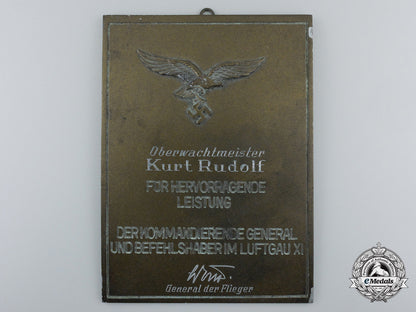 Oberwachtmeister
Kurt Rudolf
FÜR HERVORRAGENDE
LEISTUNG
DER KOMMANDIERENDE GENERAL
UND BEFEHLSHABER IM LUFTGAU XI
General der Flieger
eMedals